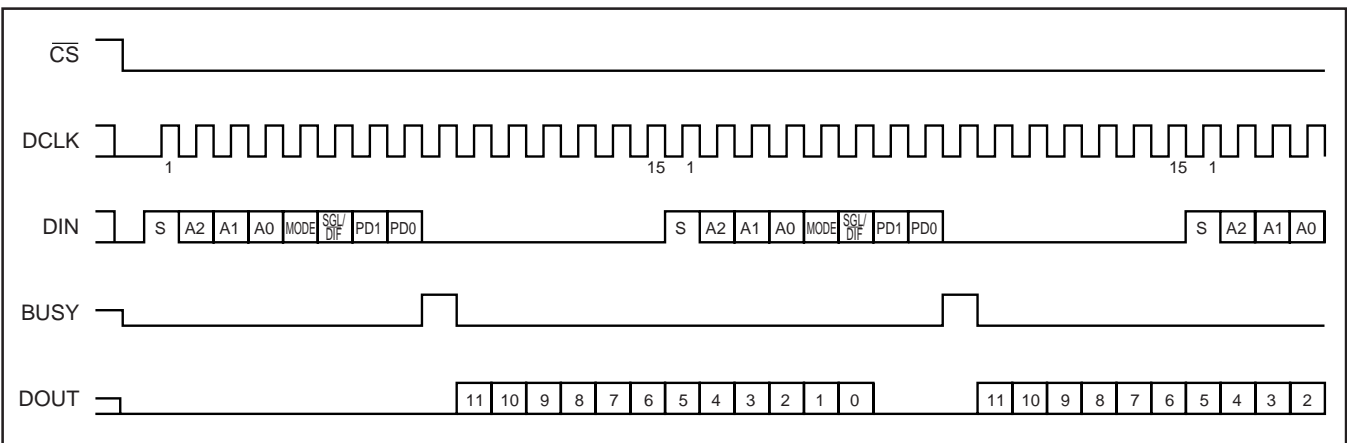 CS
DCLK
1 15 1 15 1
DIN
S A2 A1 A0 MODE SGL/DIF PD1 PD0 S A2 A1 A0 MODE SGL/DIF PD1 PD0 S A2 A1 A0
BUSY
DOUT
11 10 9 8 7 6 5 4 3 2 1 0 11 10 9 8 7 6 5 4 3 2